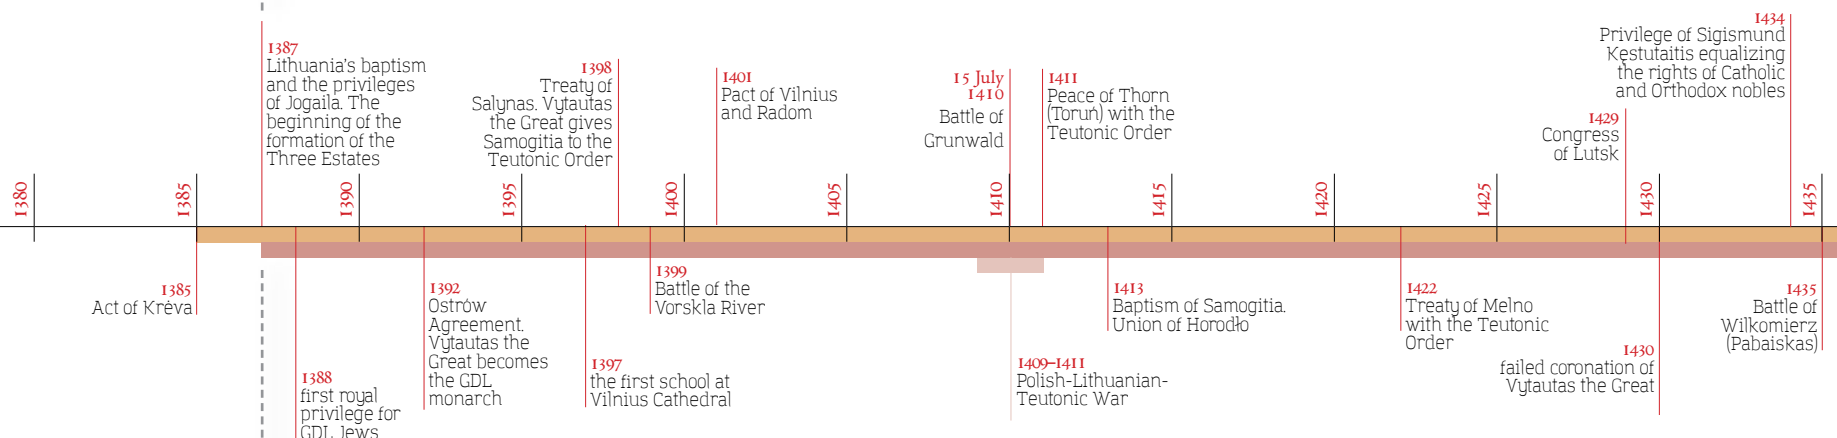 1387
Lithuania's baptism
and the privileges
of Jogaila. The
beginning of the
formation of the
Three Estates
1398
Treaty of
Salynas. Vytautas
the Great gives
Samogitia to the
Teutonic Order
1401
Pact of Vilnius
and Radom
15 July
1410
Battle of
Grunwald
1411
Peace of Thorn
(Toruń) with the
Teutonic Order
1429
Congress
of Lutsk
1434
Privilege of Sigismund
Kęstutaitis equalizing
the rights of Catholic
and Orthodox nobles
1380
1385
1390
1395
1400
1405
1410
1415
1420
1425
1430
1435
1385
Act of Krėva
1388
first royal
privilege for
GDL Jews
1392
Ostrów
Agreement.
Vytautas the
Great becomes
the GDL
monarch
1397
the first school at
Vilnius Cathedral
1399
Battle of the
Vorskla River
1409–1411
Polish-Lithuanian-
Teutonic War
1413
Baptism of Samogitia.
Union of Horodło
1422
Treaty of Melno
with the Teutonic
Order
1430
failed coronation of
Vytautas the Great
1435
Battle of
Wilkomierz
(Pabaiskas)